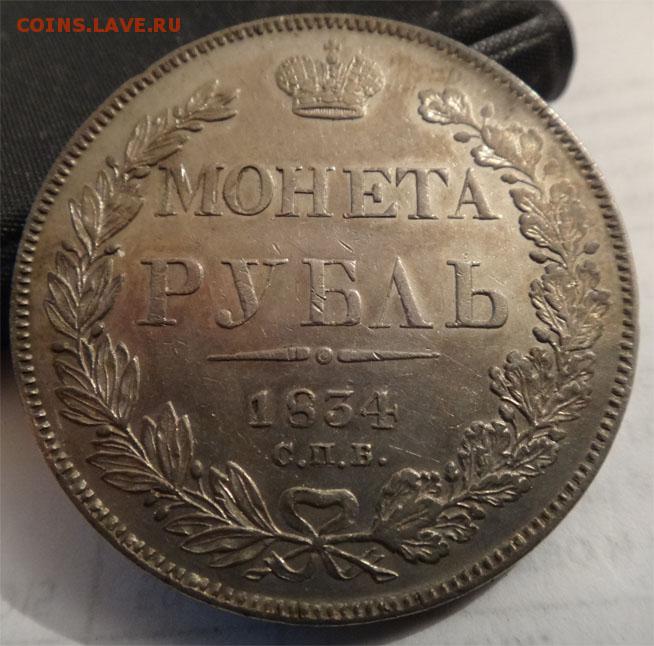 COINS.LAVE.RU
МОНЕТА
РУБЛЬ
1834
С.П.Б.